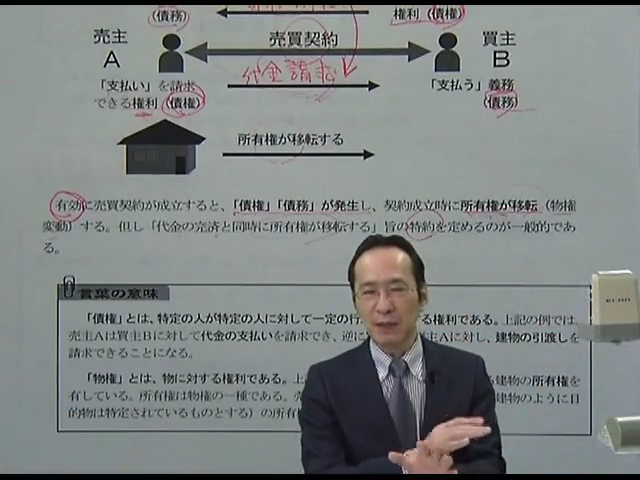 (債務)
権利 (債権)
売買契約
売主
A
買主
B
代金請求
「支払い」を請求
できる権利 (債権)
「支払う」義務
(債務)
所有権が移転する
有効に売買契約が成立すると、「債権」「債務」が発生し、契約成立時に所有権が移転（物権
変動）する。但し「代金の完済と同時に所有権が移転する」旨の特約を定めるのが一般的であ
る。
言葉の意味
「債権」とは、特定の人が特定の人に対して一定の行 する権利である。上記の例では、
売主Aは買主Bに対して代金の支払いを請求でき、逆に 主Aに対し、建物の引渡しを
請求できることになる。
「物権」とは、物に対する権利である。上 る建物の所有権を
有している。所有権は物権の一種である。売 建物のように目
的物は特定されているものとする）の所有
ELMO